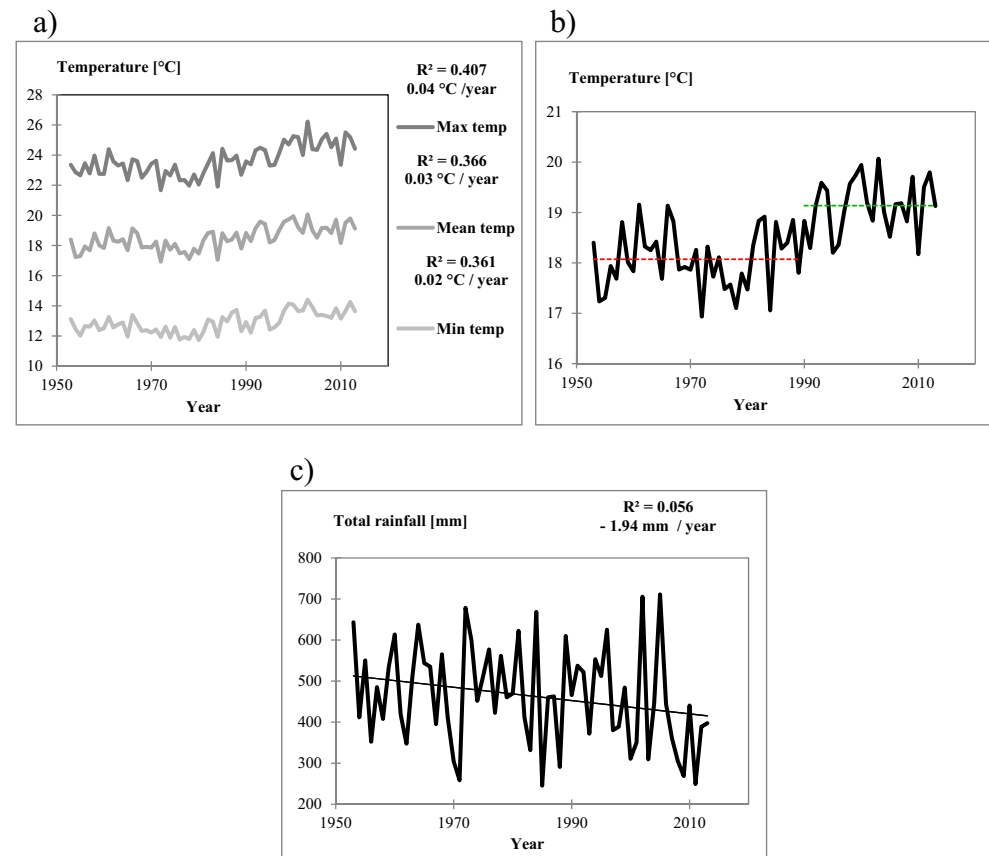 a)
Temperature [°C]
R² = 0.407
0.04 °C /year
Max temp
R² = 0.366
0.03 °C / year
Mean temp
R² = 0.361
0.02 °C / year
Min temp
28
26
24
22
20
18
16
14
12
10
1950 1970 1990 2010
Year
b)
Temperature [°C]
21
20
19
18
17
16
1950 1970 1990 2010
Year
c)
Total rainfall [mm]
R² = 0.056
- 1.94 mm / year
800
700
600
500
400
300
200
1950 1970 1990 2010
Year